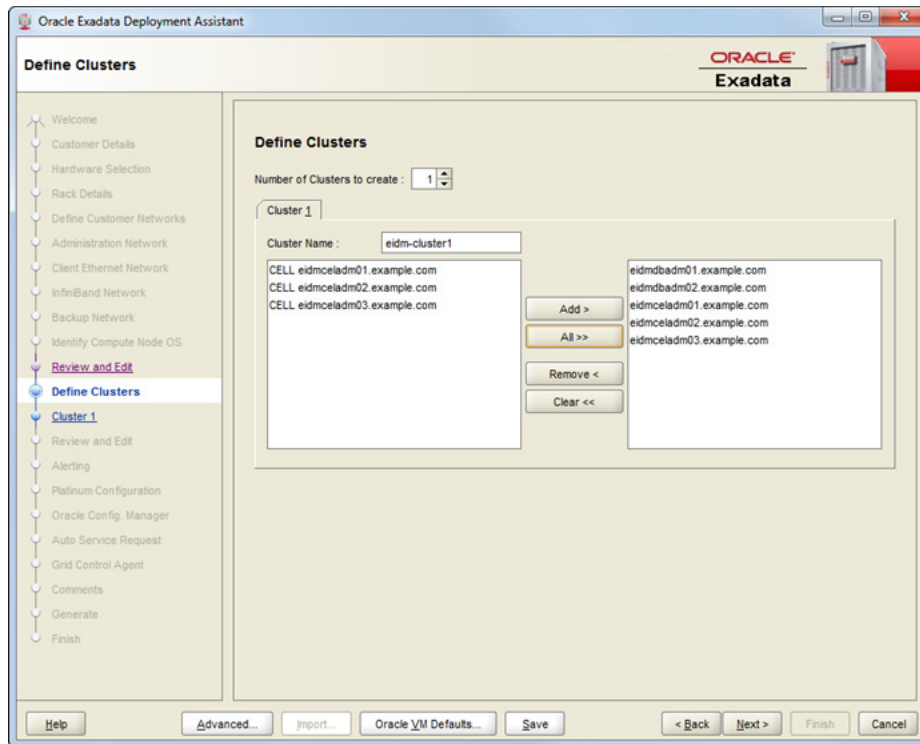 Oracle Exadata Deployment Assistant
Define Clusters
ORACLE
Exadata
Welcome
Customer Details
Hardware Selection
Rack Details
Define Customer Networks
Administration Network
Client Ethernet Network
InfiniBand Network
Backup Network
Identify Compute Node OS
Review and Edit
Define Clusters
Cluster 1
Review and Edit
Alerting
Platinum Configuration
Oracle Config. Manager
Auto Service Request
Grid Control Agent
Comments
Generate
Finish
Define Clusters
Number of Clusters to create : 1
Cluster 1
Cluster Name : eidm-cluster1
CELL eidmceladm01.example.com
CELL eidmceladm02.example.com
CELL eidmceladm03.example.com
Add >
All >>
Remove <
Clear <<
eidmdbadm01.example.com
eidmdbadm02.example.com
eidmceladm01.example.com
eidmceladm02.example.com
eidmceladm03.example.com
Help Advanced... Import... Oracle VM Defaults... Save < Back Next > Finish Cancel